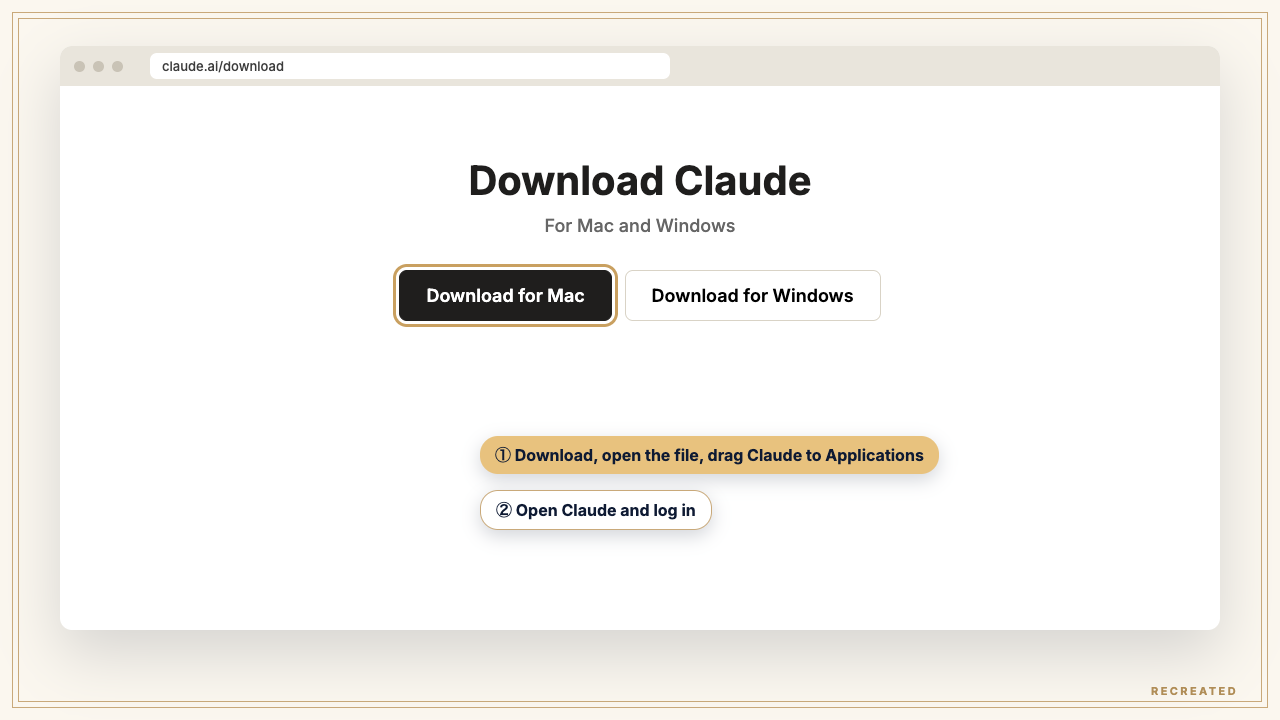 claude.ai/download
Download Claude
For Mac and Windows
Download for Mac
Download for Windows
① Download, open the file, drag Claude to Applications
② Open Claude and log in
RECREATED